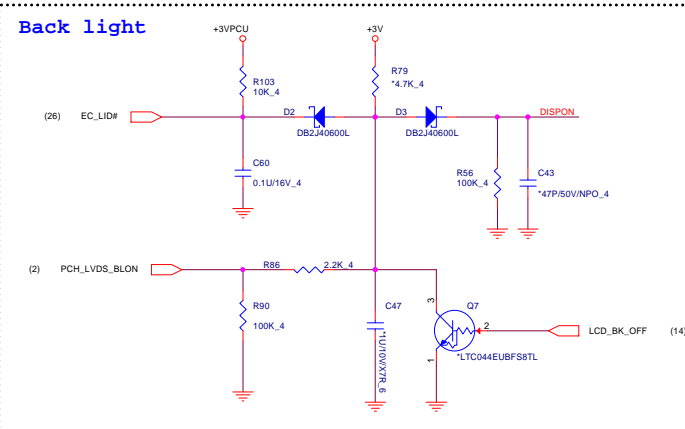 Back light
+3VPCU
+3V
R103
10K_4
R79
*4.7K_4
(26)
EC_LID#
D2
DB2J40600L
D3
DB2J40600L
DISPON
C60
0.1U/16V_4
R56
100K_4
C43
*47P/50V/NPO_4
(2)
PCH_LVDS_BLON
R86
2.2K_4
R90
100K_4
C47
*1U/10V/X7R_6
3
Q7
2
1
*LTC044EUBFS8TL
LCD_BK_OFF
(14)